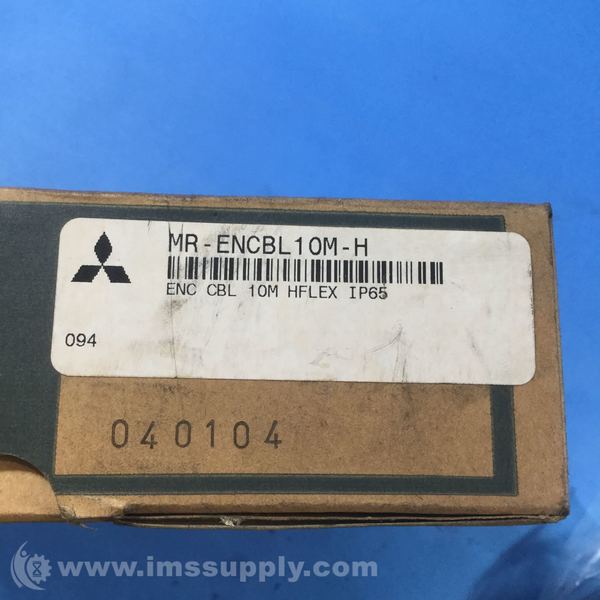 MR-ENCBL10M-H
ENC CBL 10M HFLEX IP65
094
040104
www.imssupply.com